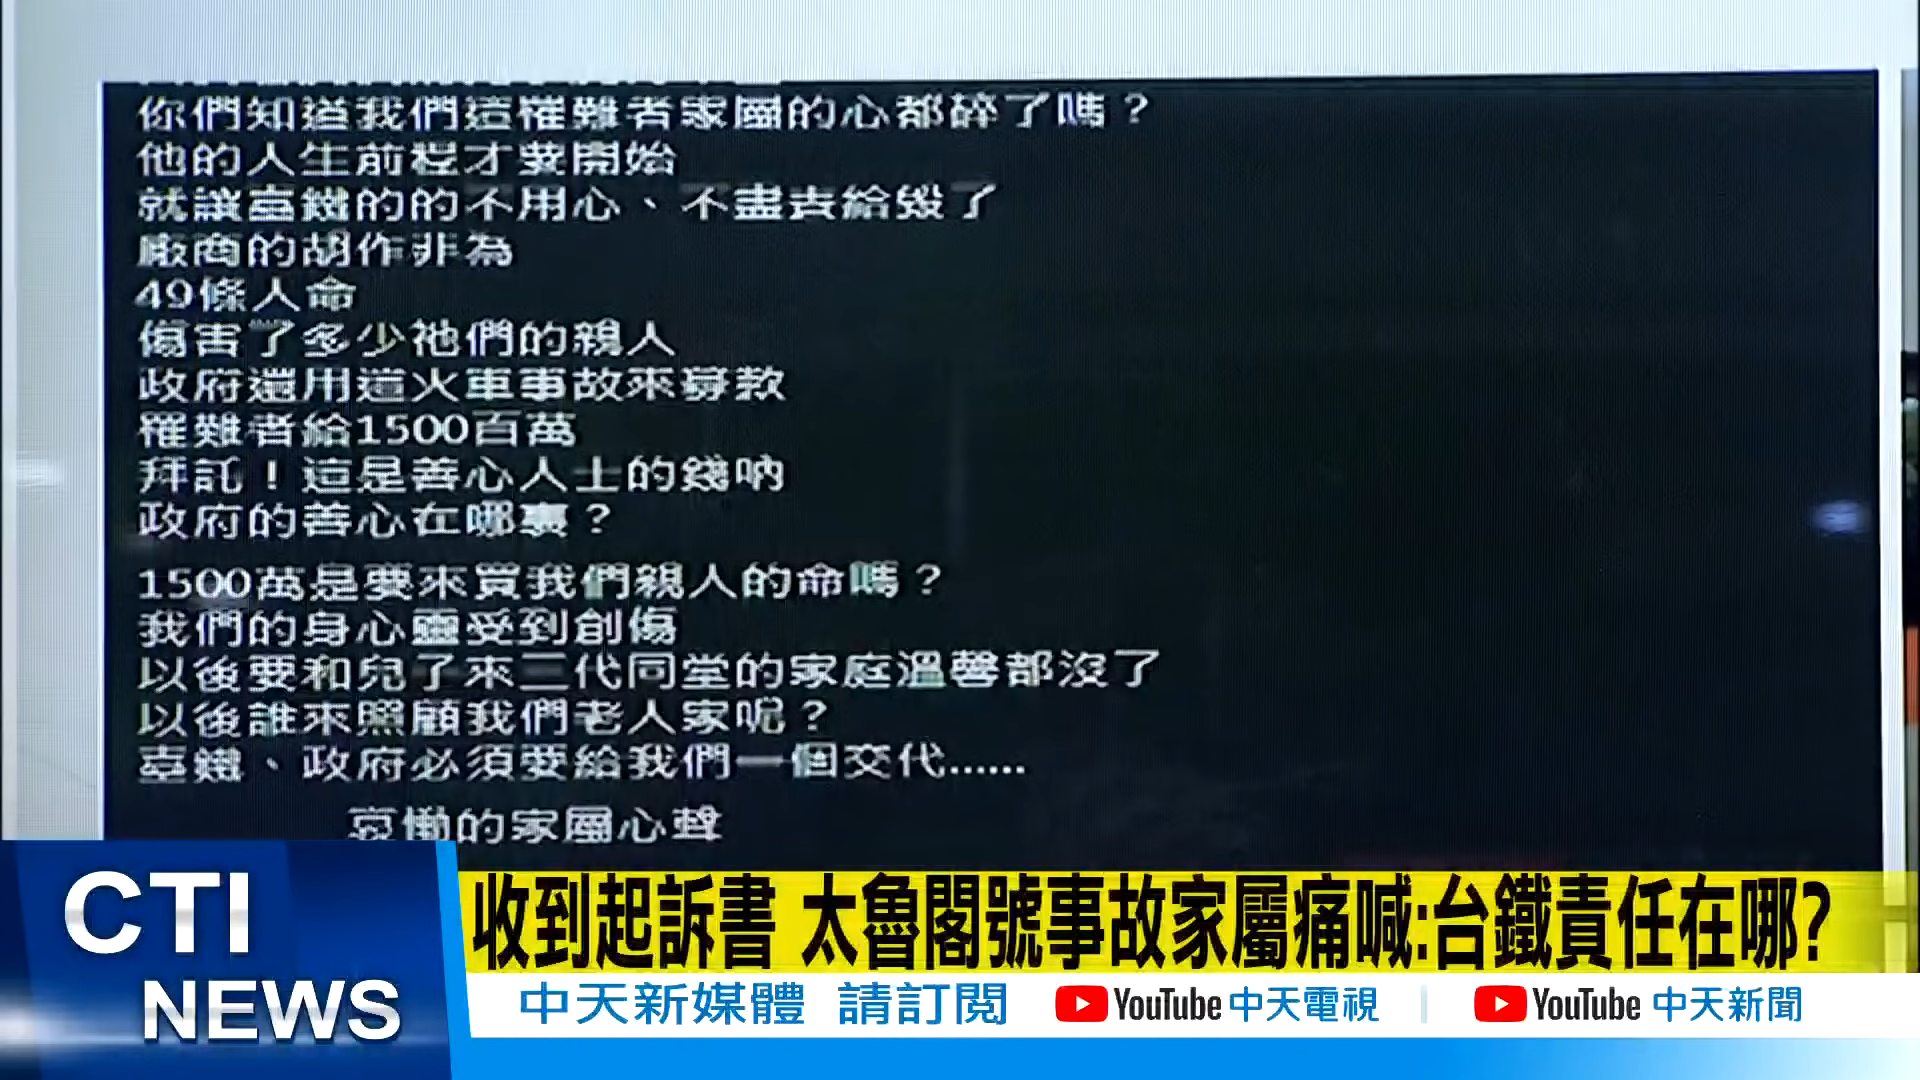 你們知道我們這罹難者家屬的心都碎了嗎？
他的人生前程才要開始
就讓臺鐵的的不用心、不盡責給毀了
廠商的胡作非為
49條人命
傷害了多少祂們的親人
政府還用這火車事故來募款
罹難者給1500百萬
拜託！這是善心人士的錢吶
政府的善心在哪裏？
1500萬是要來買我們親人的命嗎？
我們的身心靈受到創傷
以後要和兒子來三代同堂的家庭溫馨都沒了
以後誰來照顧我們老人家呢？
臺鐵、政府必須要給我們一個交代......
哀慟的家屬心聲
CTI NEWS
收到起訴書 太魯閣號事故家屬痛喊:台鐵責任在哪?
中天新媒體 請訂閱 YouTube 中天電視 | YouTube 中天新聞